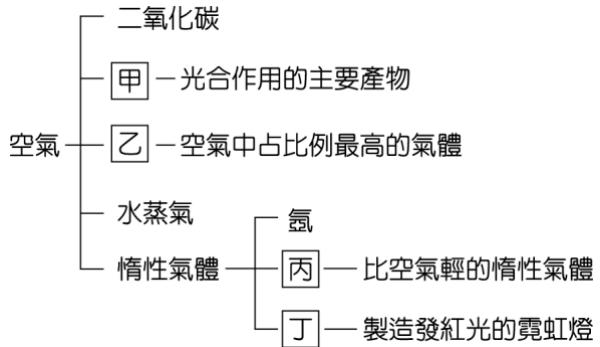 二氧化碳
甲 光合作用的主要產物
空氣 乙 空氣中占比例最高的氣體
水蒸氣
惰性氣體 氬
丙 比空氣輕的惰性氣體
丁 製造發紅光的霓虹燈